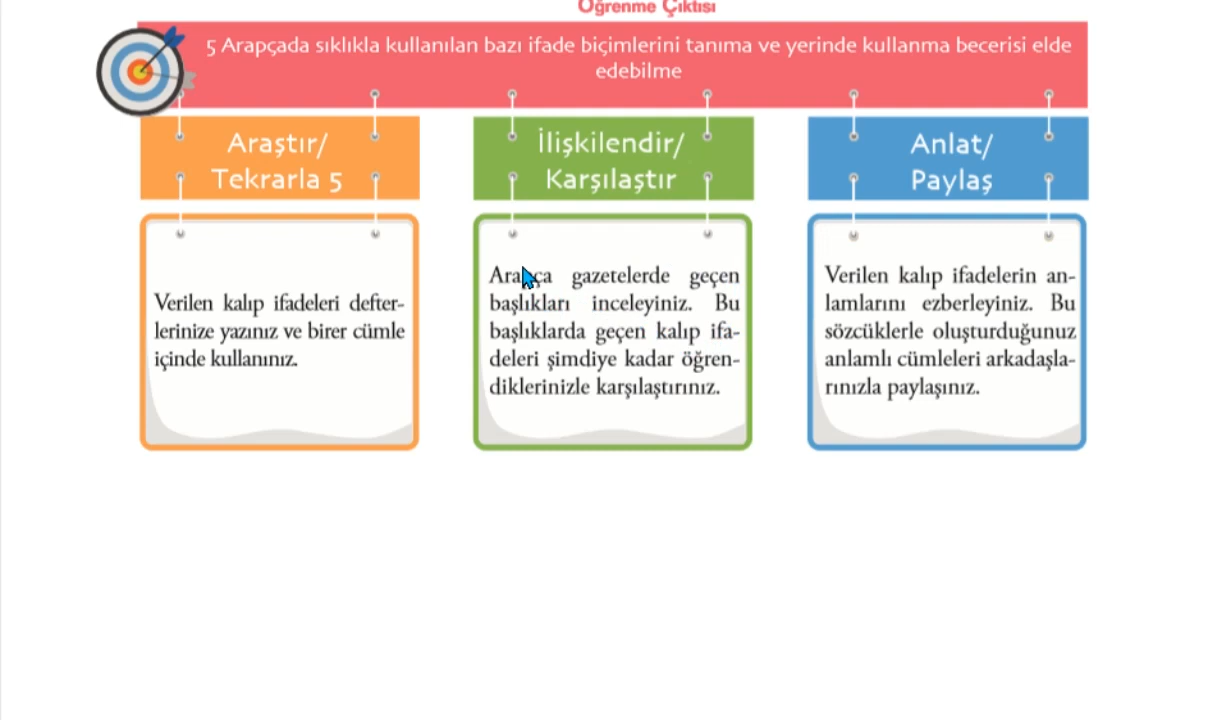 Öğrenme Çıktısı
5 Arapçada sıklıkla kullanılan bazı ifade biçimlerini tanıma ve yerinde kullanma becerisi elde
edebilme
Araştır/
Tekrarla 5
Verilen kalıp ifadeleri defter-
lerinize yazınız ve birer cümle
içinde kullanınız.
İlişkilendir/
Karşılaştır
Arapça gazetelerde geçen
başlıkları inceleyiniz. Bu
başlıklarda geçen kalıp ifa-
deleri şimdiye kadar öğren-
diklerinizle karşılaştırınız.
Anlat/
Paylaş
Verilen kalıp ifadelerin an-
lamlarını ezberleyiniz. Bu
sözcüklerle oluşturduğunuz
anlamlı cümleleri arkadaşla-
rınızla paylaşınız.